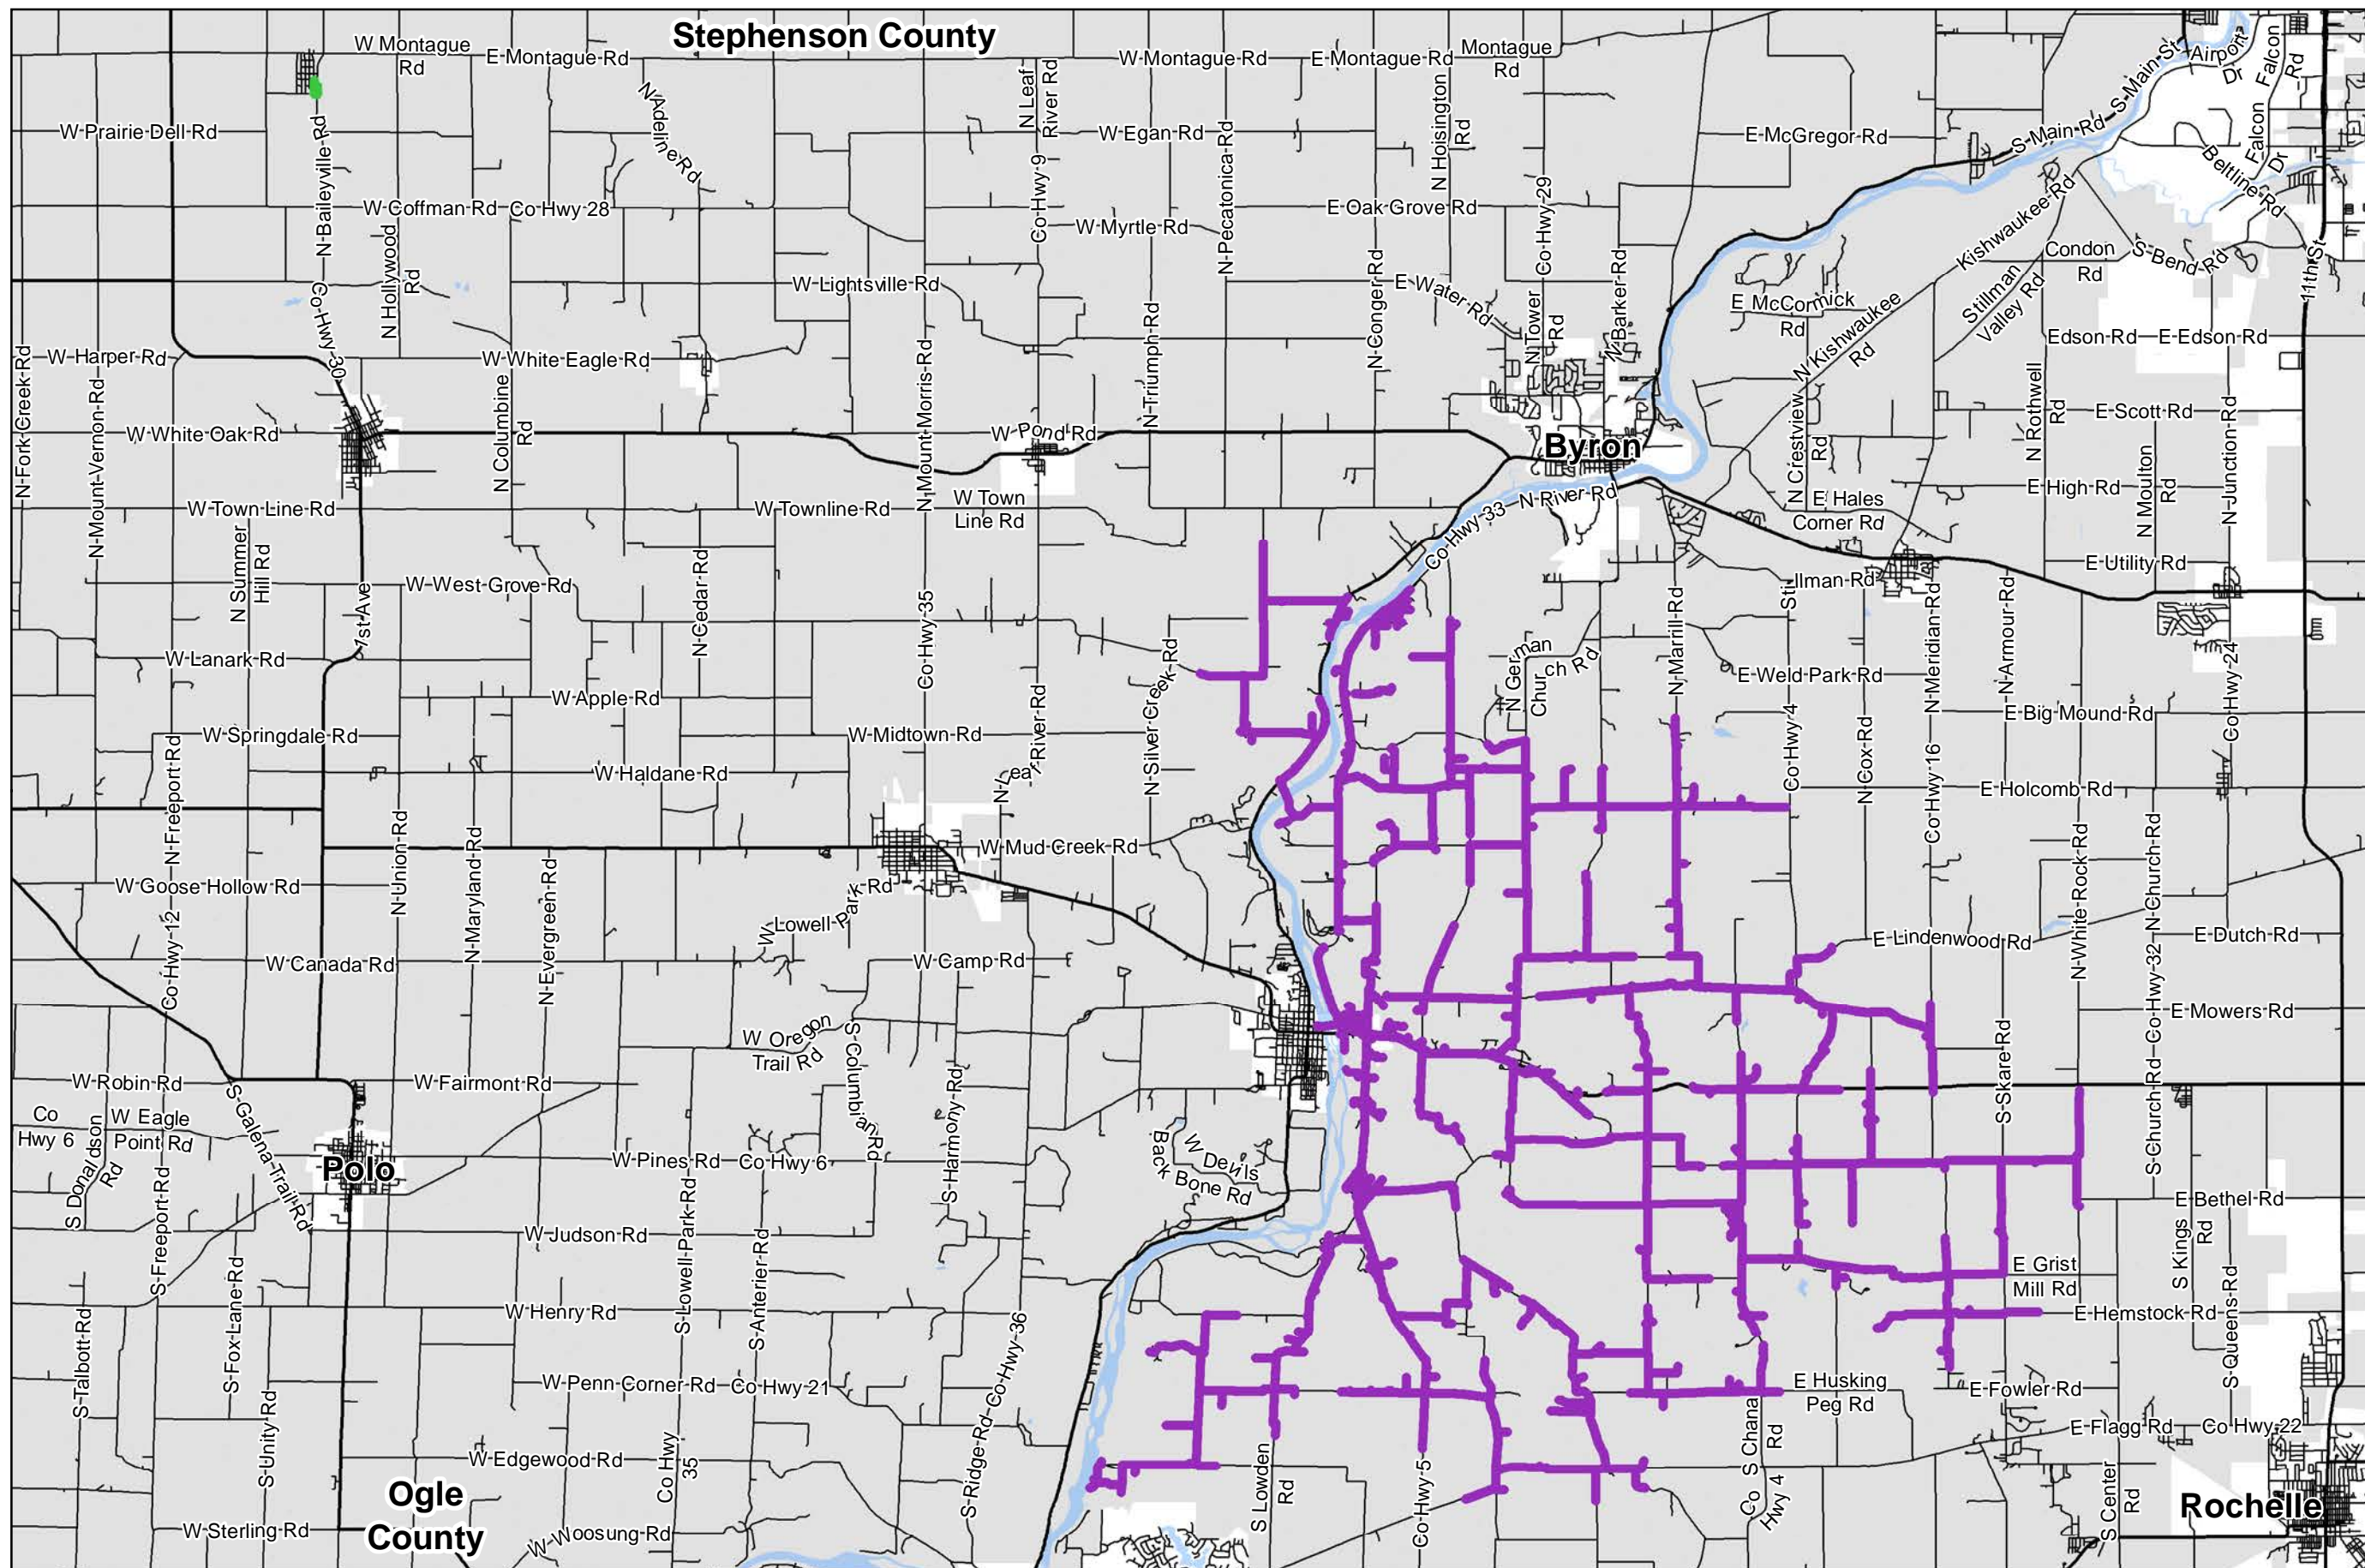 Stephenson County
W Montague
Rd
E Montague Rd
W Montague Rd
E Montague Rd
Montague
Rd
S Main St
Airport
Dr
Falcon
Rd
N Adeline Rd
N Leaf
River Rd
N Hoisington
Rd
W Prairie Dell Rd
W Egan Rd
N Pecatonica Rd
E McGregor Rd
S Main Rd
Falcon
Dr
Beltline Rd
N Baileyville Rd
Co Hwy 9
Co Hwy 29
W Coffman Rd
Co Hwy 28
W Myrtle Rd
E Oak Grove Rd
Kishwaukee Rd
Condon
Rd
S Bend Rd
11th St
N Hollywood
Rd
Co Hwy 30
W Lightsville Rd
N Conger Rd
E Water Rd
N Barker Rd
E McCormick
Rd
Stillman
Valley Rd
N Kishwaukee
Rd
N Tower
Rd
Edson Rd
E Edson Rd
N Fork Creek Rd
W Harper Rd
N Mount Vernon Rd
W White Eagle Rd
N Columbine
Rd
N Mount Morris Rd
N Triumph Rd
N Crestview
Rd
N Rothwell
Rd
E Scott Rd
W White Oak Rd
W Pond Rd
Byron
N Moulton
Rd
N Junction Rd
E High Rd
W Town Line Rd
W Townline Rd
W Town
Line Rd
Co Hwy 33
N River Rd
E Hales
Corner Rd
N Summer
Hill Rd
1st Ave
W West Grove Rd
N Cedar Rd
Co Hwy 35
E Utility Rd
Stillman Rd
N Marrill Rd
N Meridian Rd
N Armour Rd
W Lanark Rd
N Silver Creek Rd
N German
Church Rd
E Weld Park Rd
Co Hwy 24
W Apple Rd
N Leaf River Rd
Co Hwy 4
N Cox Rd
E Big Mound Rd
W Springdale Rd
W Midtown Rd
N Freeport Rd
W Haldane Rd
Co Hwy 16
E Holcomb Rd
N Union Rd
N Maryland Rd
W Mud Creek Rd
N White Rock Rd
N Church Rd
W Goose Hollow Rd
N Evergreen Rd
W Lowell Park Rd
Co Hwy 12
W Canada Rd
W Camp Rd
E Lindenwood Rd
Co Hwy 32
E Dutch Rd
E Mowers Rd
W Oregon
Trail Rd
S Columbian Rd
S Skare Rd
W Robin Rd
W Fairmont Rd
S Harmony Rd
S Church Rd
Co
Hwy 6
W Eagle
Point Rd
S Donaldson
Rd
S Galena Trail Rd
Polo
W Pines Rd
Co Hwy 6
W Devils
Back Bone Rd
E Bethel Rd
S Freeport Rd
S Lowell Park Rd
S Kings
Rd
W Judson Rd
S Anterier Rd
E Grist
Mill Rd
S Fox Lane Rd
S Talbott Rd
W Henry Rd
E Hemstock Rd
S Queens Rd
Co Hwy 36
W Penn Corner Rd
Co Hwy 21
E Husking
Peg Rd
E Fowler Rd
S Unity Rd
S Ridge Rd
S Chana
Rd
E Flagg Rd
Co Hwy 22
W Edgewood Rd
Co Hwy
35
S Lowden
Rd
Co Hwy 5
Co
Hwy 4
S Center
Rd
Ogle
County
Rochelle
W Sterling Rd
W Woosung Rd